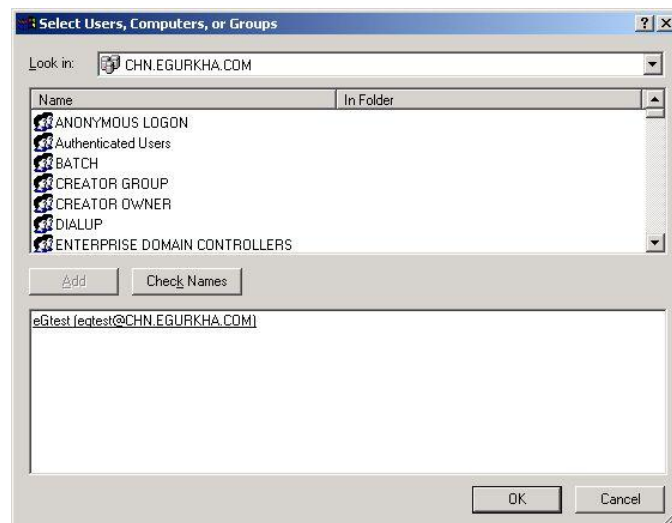 Select Users, Computers, or Groups
Look in: CHN.EGURKHA.COM
Name In Folder
ANONYMOUS LOGON
Authenticated Users
BATCH
CREATOR GROUP
CREATOR OWNER
DIALUP
ENTERPRISE DOMAIN CONTROLLERS
Add Check Names
eGtest (egtest@CHN.EGURKHA.COM)
OK Cancel